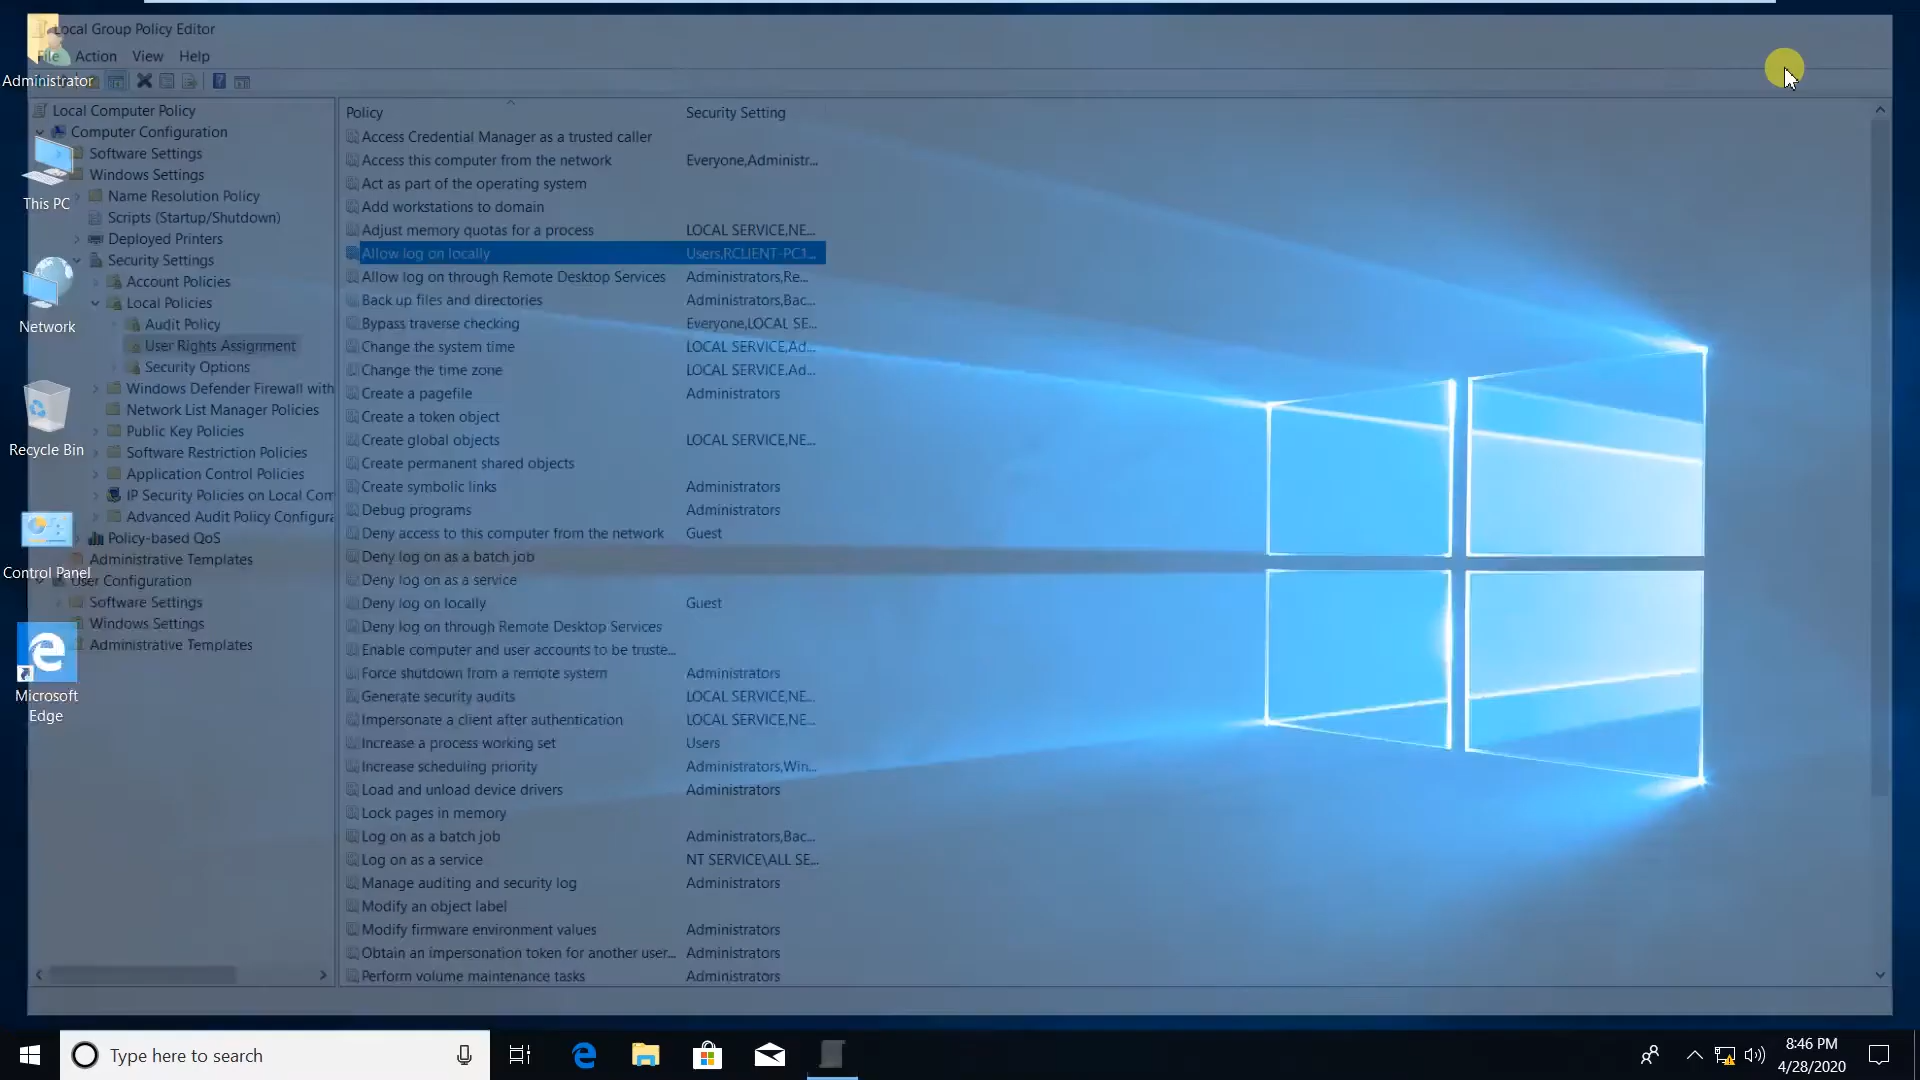 Local Group Policy Editor
File Action View Help
Administrator
Local Computer Policy
Computer Configuration
Software Settings
Windows Settings
Name Resolution Policy
Scripts (Startup/Shutdown)
Deployed Printers
Security Settings
Account Policies
Local Policies
Audit Policy
User Rights Assignment
Security Options
Windows Defender Firewall with
Network List Manager Policies
Public Key Policies
Software Restriction Policies
Application Control Policies
IP Security Policies on Local Com
Advanced Audit Policy Configura
Policy-based QoS
Administrative Templates
User Configuration
Software Settings
Windows Settings
Administrative Templates
This PC
Network
Recycle Bin
Control Panel
Microsoft
Edge
Policy Security Setting
Access Credential Manager as a trusted caller
Access this computer from the network Everyone,Administr...
Act as part of the operating system
Add workstations to domain
Adjust memory quotas for a process LOCAL SERVICE,NE...
Allow log on locally Users,RCLIENT-PC1...
Allow log on through Remote Desktop Services Administrators,Re...
Back up files and directories Administrators,Bac...
Bypass traverse checking Everyone,LOCAL SE...
Change the system time LOCAL SERVICE,Ad...
Change the time zone LOCAL SERVICE,Ad...
Create a pagefile Administrators
Create a token object
Create global objects LOCAL SERVICE,NE...
Create permanent shared objects
Create symbolic links Administrators
Debug programs Administrators
Deny access to this computer from the network Guest
Deny log on as a batch job
Deny log on as a service
Deny log on locally Guest
Deny log on through Remote Desktop Services
Enable computer and user accounts to be truste...
Force shutdown from a remote system Administrators
Generate security audits LOCAL SERVICE,NE...
Impersonate a client after authentication LOCAL SERVICE,NE...
Increase a process working set Users
Increase scheduling priority Administrators,Win...
Load and unload device drivers Administrators
Lock pages in memory
Log on as a batch job Administrators,Bac...
Log on as a service NT SERVICE\ALL SE...
Manage auditing and security log Administrators
Modify an object label
Modify firmware environment values Administrators
Obtain an impersonation token for another user... Administrators
Perform volume maintenance tasks Administrators
Type here to search
8:46 PM
4/28/2020